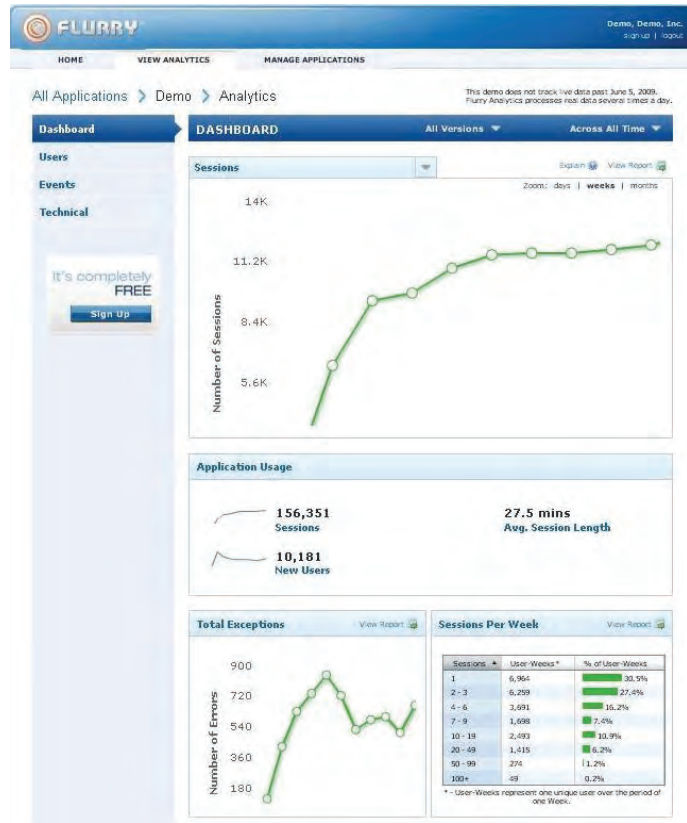 FLURRY
Demo, Demo, Inc.
sign up | logout
HOME VIEW ANALYTICS MANAGE APPLICATIONS
All Applications > Demo > Analytics
This demo does not track live data past June 5, 2009.
Flurry Analytics processes real data several times a day.
Dashboard
Users
Events
Technical
It's completely
FREE
Sign Up
DASHBOARD All Versions Across All Time
Sessions Explain View Report
Zoom: days | weeks | months
14K
11.2K
8.4K
5.6K
Number of Sessions
Application Usage
156,351
Sessions
27.5 mins
Avg. Session Length
10,181
New Users
Total Exceptions View Report
900
720
540
360
180
Number of Errors
Sessions Per Week View Report
Sessions User-Weeks* % of User-Weeks
1 6,964 30.5%
2 - 3 6,259 27.4%
4 - 6 3,691 16.2%
7 - 9 1,698 7.4%
10 - 19 2,493 10.9%
20 - 49 1,415 6.2%
50 - 99 274 1.2%
100+ 49 0.2%
* - User-Weeks represent one unique user over the period of
one Week.